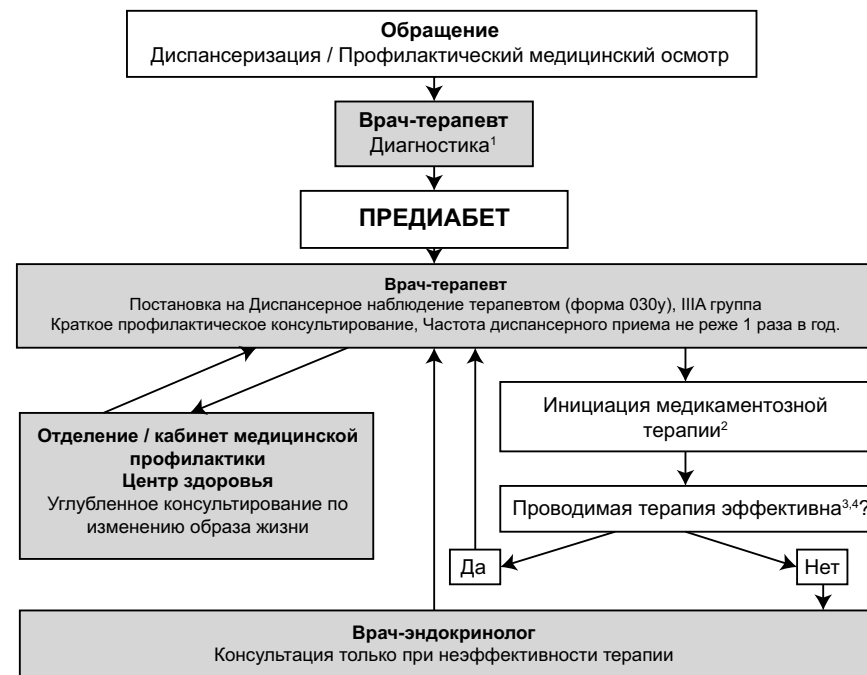 Обращение
Диспансеризация / Профилактический медицинский осмотр
Врач-терапевт
Диагностика¹
ПРЕДИАБЕТ
Врач-терапевт
Постановка на Диспансерное наблюдение терапевтом (форма 030у), IIIА группа
Краткое профилактическое консультирование, Частота диспансерного приема не реже 1 раза в год.
Отделение / кабинет медицинской
профилактики
Центр здоровья
Углубленное консультирование по
изменению образа жизни
Инициация медикаментозной
терапии²
Проводимая терапия эффективна³,⁴?
Да
Нет
Врач-эндокринолог
Консультация только при неэффективности терапии